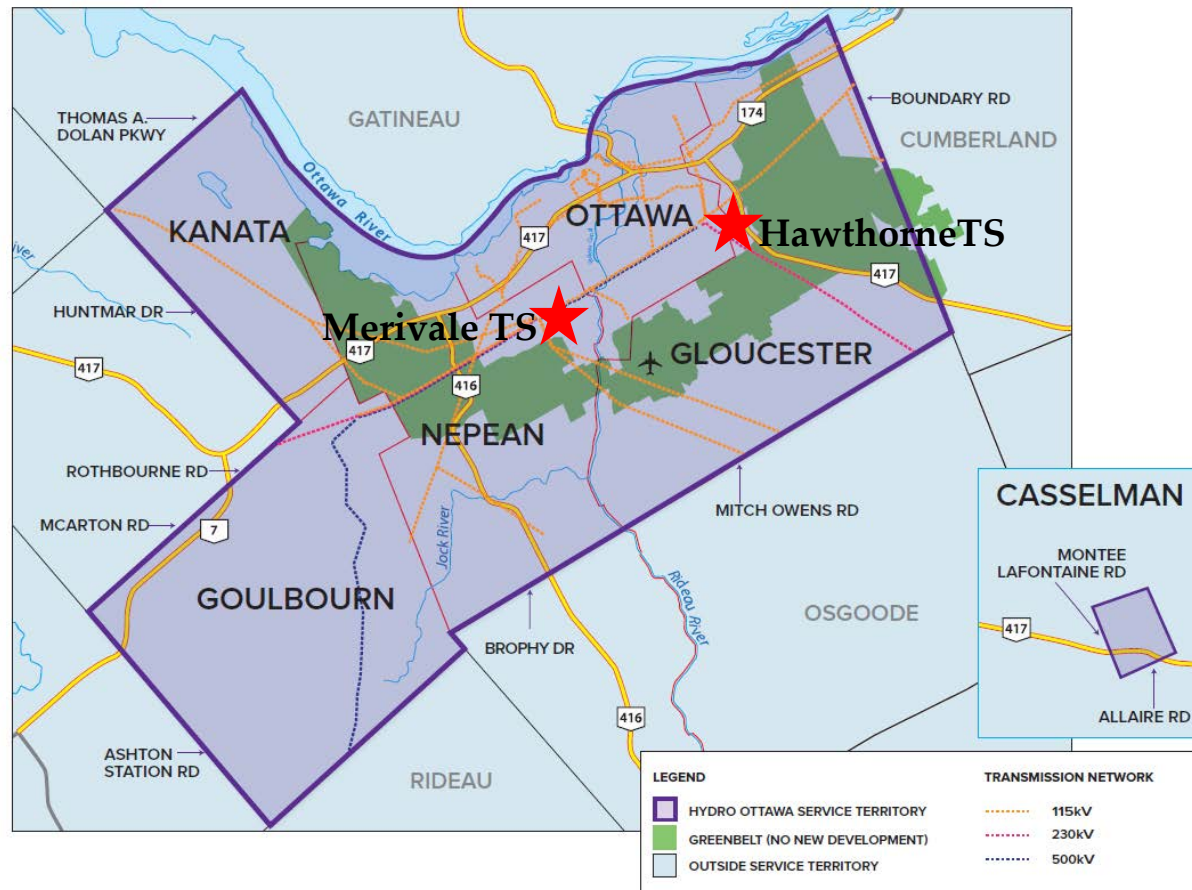 THOMAS A.
DOLAN PKWY
GATINEAU
174
BOUNDARY RD
CUMBERLAND
Ottawa River
KANATA
OTTAWA
417
HawthorneTS
417
River
HUNTMAR DR
Merivale TS
417
417
GLOUCESTER
416
NEPEAN
ROTHBOURNE RD
MCARTON RD
7
MITCH OWENS RD
Jock River
GOULBOURN
Rideau River
OSGOODE
BROPHY DR
416
ASHTON
STATION RD
RIDEAU
CASSELMAN
MONTEE
LAFONTAINE RD
417
ALLAIRE RD
LEGEND
HYDRO OTTAWA SERVICE TERRITORY
GREENBELT (NO NEW DEVELOPMENT)
OUTSIDE SERVICE TERRITORY
TRANSMISSION NETWORK
115kV
230kV
500kV